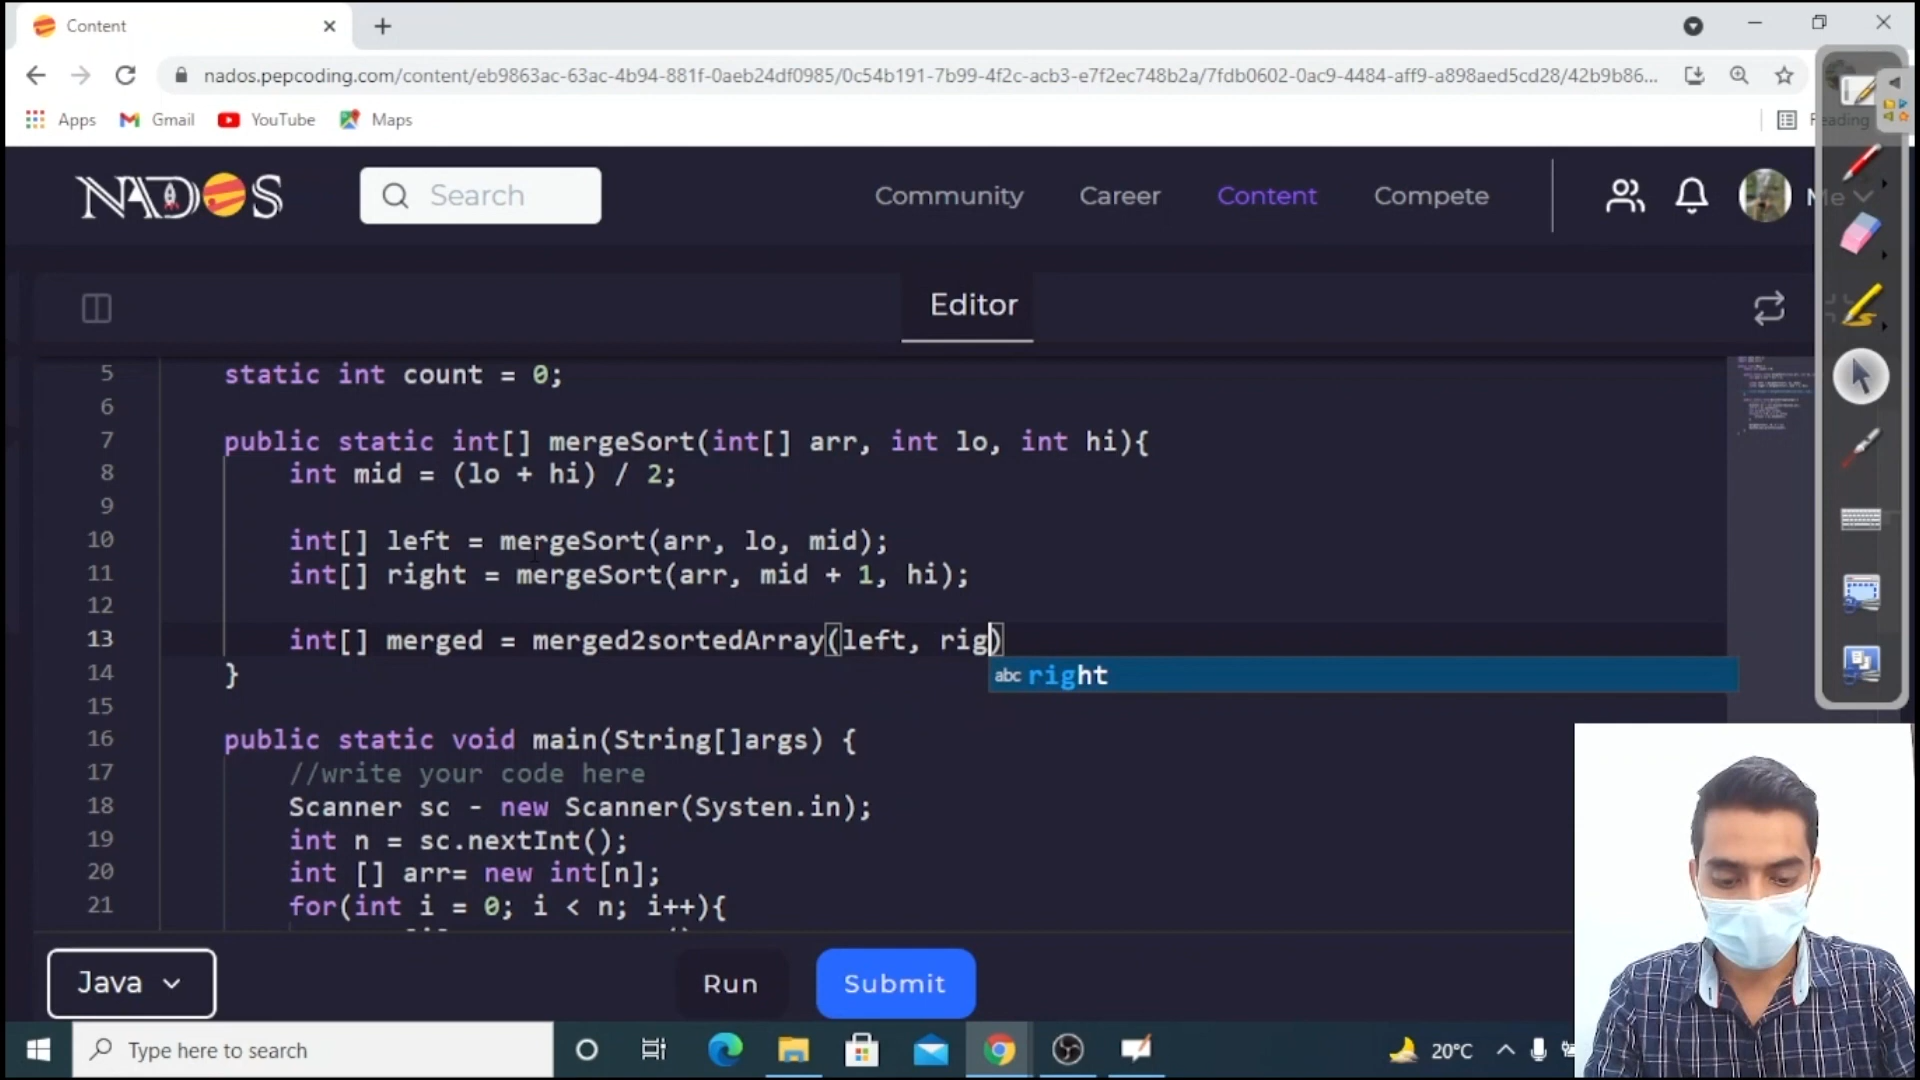 Content
nados.pepcoding.com/content/eb9863ac-63ac-4b94-881f-0aeb24df0985/0c54b191-7b99-4f2c-acb3-e7f2ec748b2a/7fdb0602-0ac9-4484-aff9-a898aed5cd28/42b9b86...
Apps Gmail YouTube Maps Reading
NADOS Search Community Career Content Compete Me
Editor
5 static int count = 0;
6
7 public static int[] mergeSort(int[] arr, int lo, int hi){
8 int mid = (lo + hi) / 2;
9
10 int[] left = mergeSort(arr, lo, mid);
11 int[] right = mergeSort(arr, mid + 1, hi);
12
13 int[] merged = merged2sortedArray(left, rig)
abc right
14 }
15
16 public static void main(String[]args) {
17 //write your code here
18 Scanner sc - new Scanner(Systen.in);
19 int n = sc.nextInt();
20 int [] arr= new int[n];
21 for(int i = 0; i < n; i++){
Java Run Submit
Type here to search 20°C